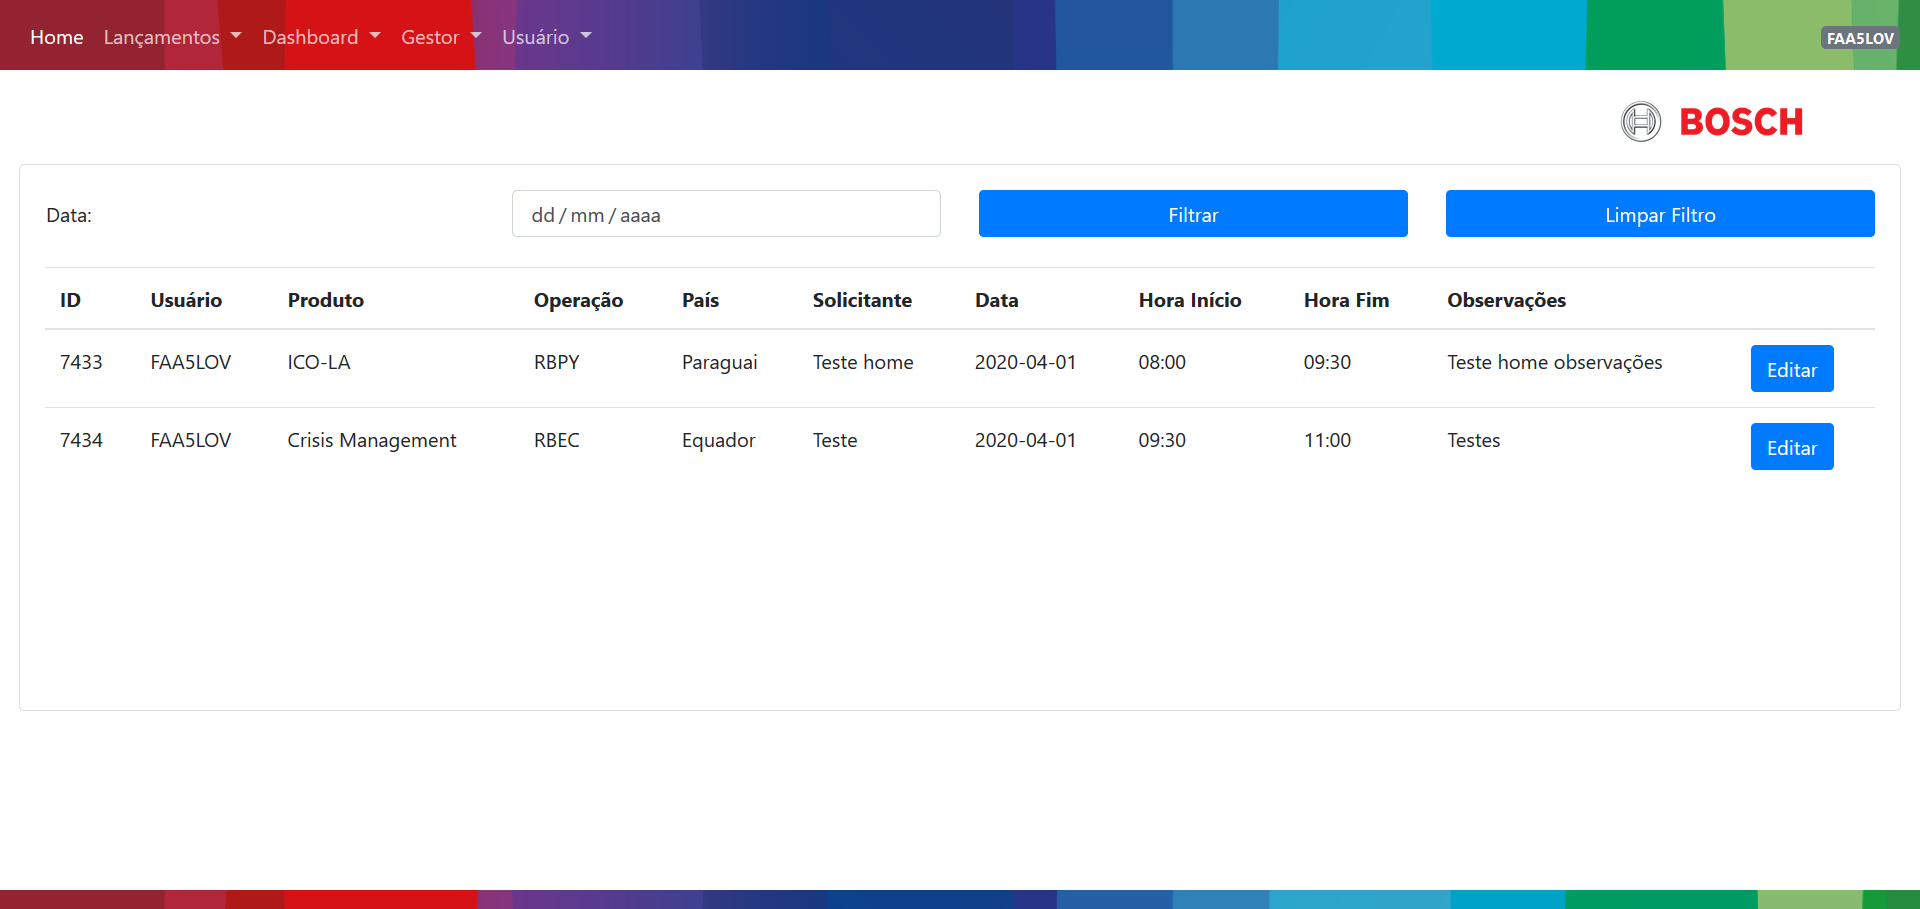 Home Lançamentos Dashboard Gestor Usuário FAA5LOV
BOSCH
Data: dd / mm / aaaa Filtrar Limpar Filtro
ID Usuário Produto Operação País Solicitante Data Hora Início Hora Fim Observações
7433 FAA5LOV ICO-LA RBPY Paraguai Teste home 2020-04-01 08:00 09:30 Teste home observações Editar
7434 FAA5LOV Crisis Management RBEC Equador Teste 2020-04-01 09:30 11:00 Testes Editar